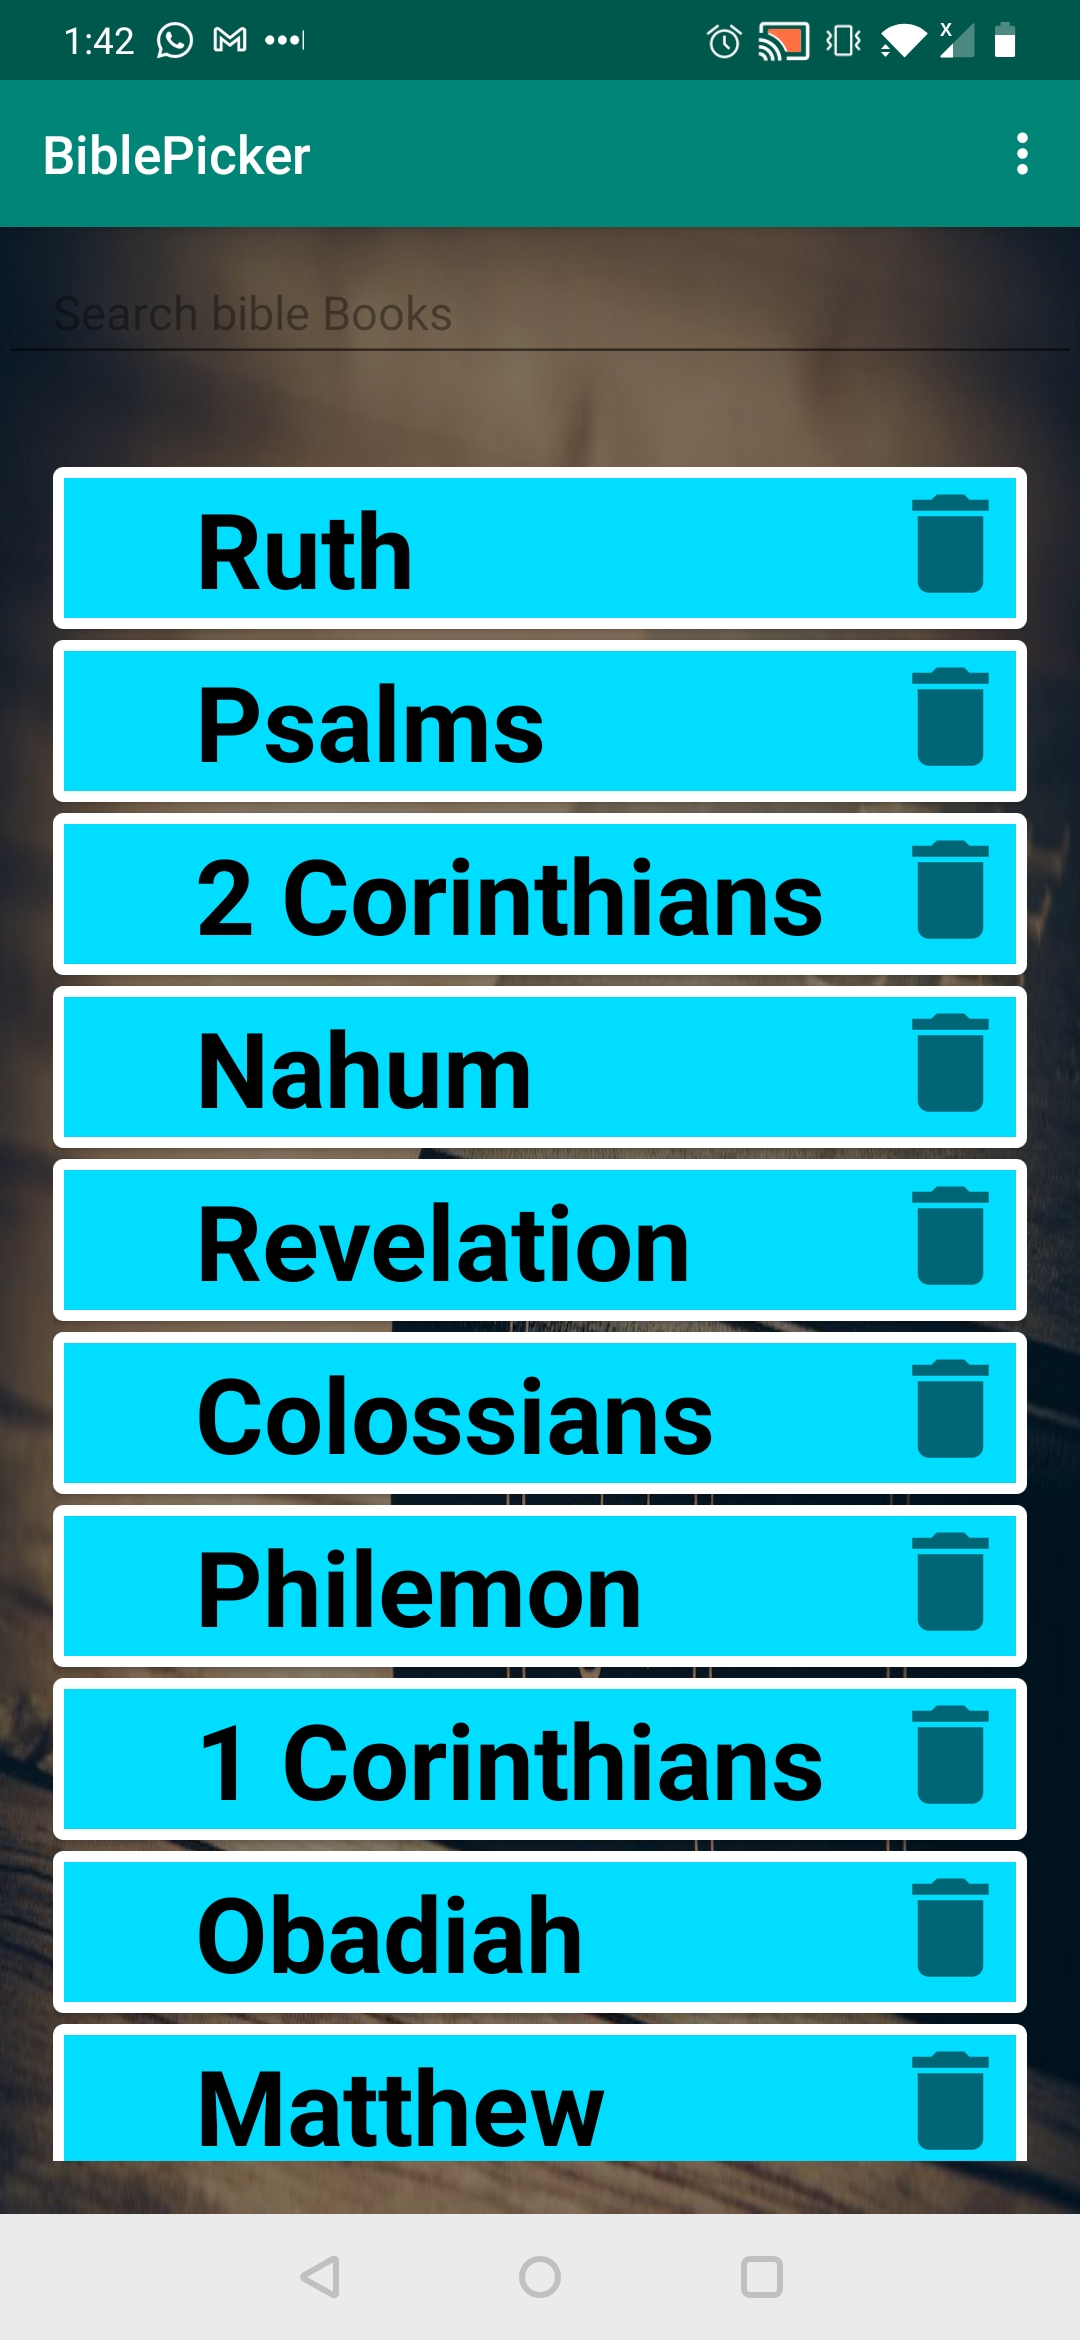 1:42
BiblePicker
Search bible Books
Ruth
Psalms
2 Corinthians
Nahum
Revelation
Colossians
Philemon
1 Corinthians
Obadiah
Matthew